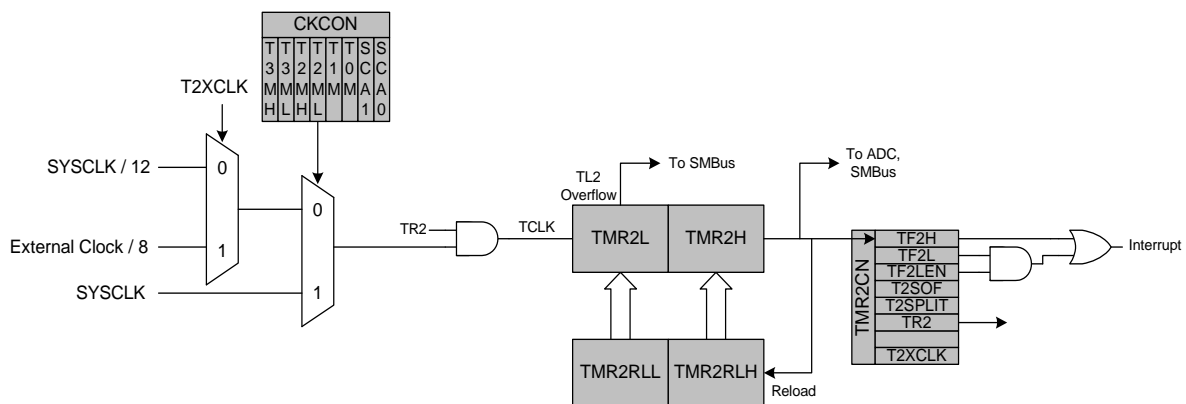 CKCON
T3MH T3ML T2MH T2ML T1M T0M SCA1 SCA0
T2XCLK
SYSCLK / 12
0
External Clock / 8
1
SYSCLK
0
1
TR2
TCLK
TL2
Overflow
To SMBus
To ADC,
SMBus
TMR2L
TMR2H
TMR2RLL
TMR2RLH
Reload
TMR2CN
TF2H
TF2L
TF2LEN
T2SOF
T2SPLIT
TR2
T2XCLK
Interrupt